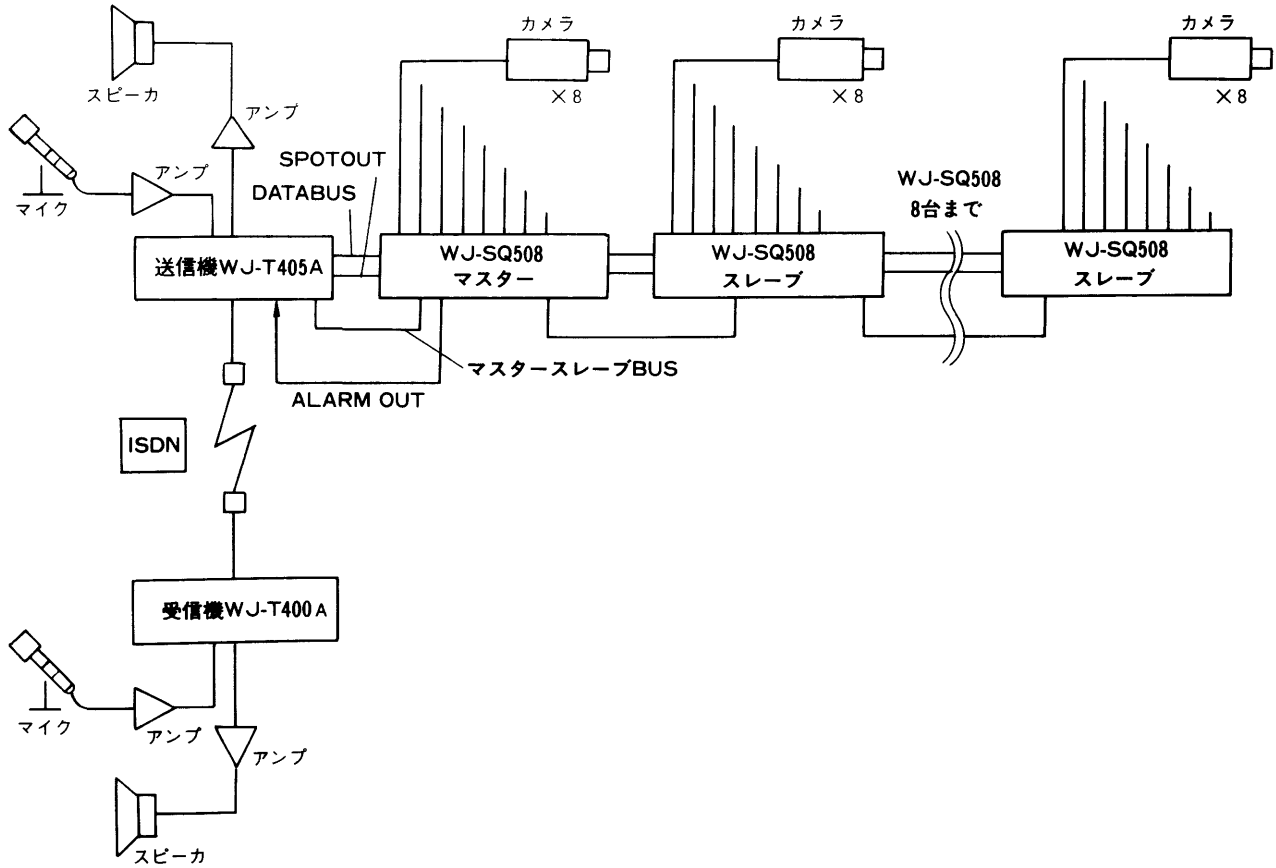 カメラ
×8
カメラ
×8
カメラ
×8
スピーカ
アンプ
アンプ
マイク
SPOTOUT
DATABUS
WJ-SQ508
8台まで
送信機WJ-T405A
WJ-SQ508
マスター
WJ-SQ508
スレーブ
WJ-SQ508
スレーブ
マスタースレーブBUS
ALARM OUT
ISDN
受信機WJ-T400A
マイク
アンプ
アンプ
スピーカ